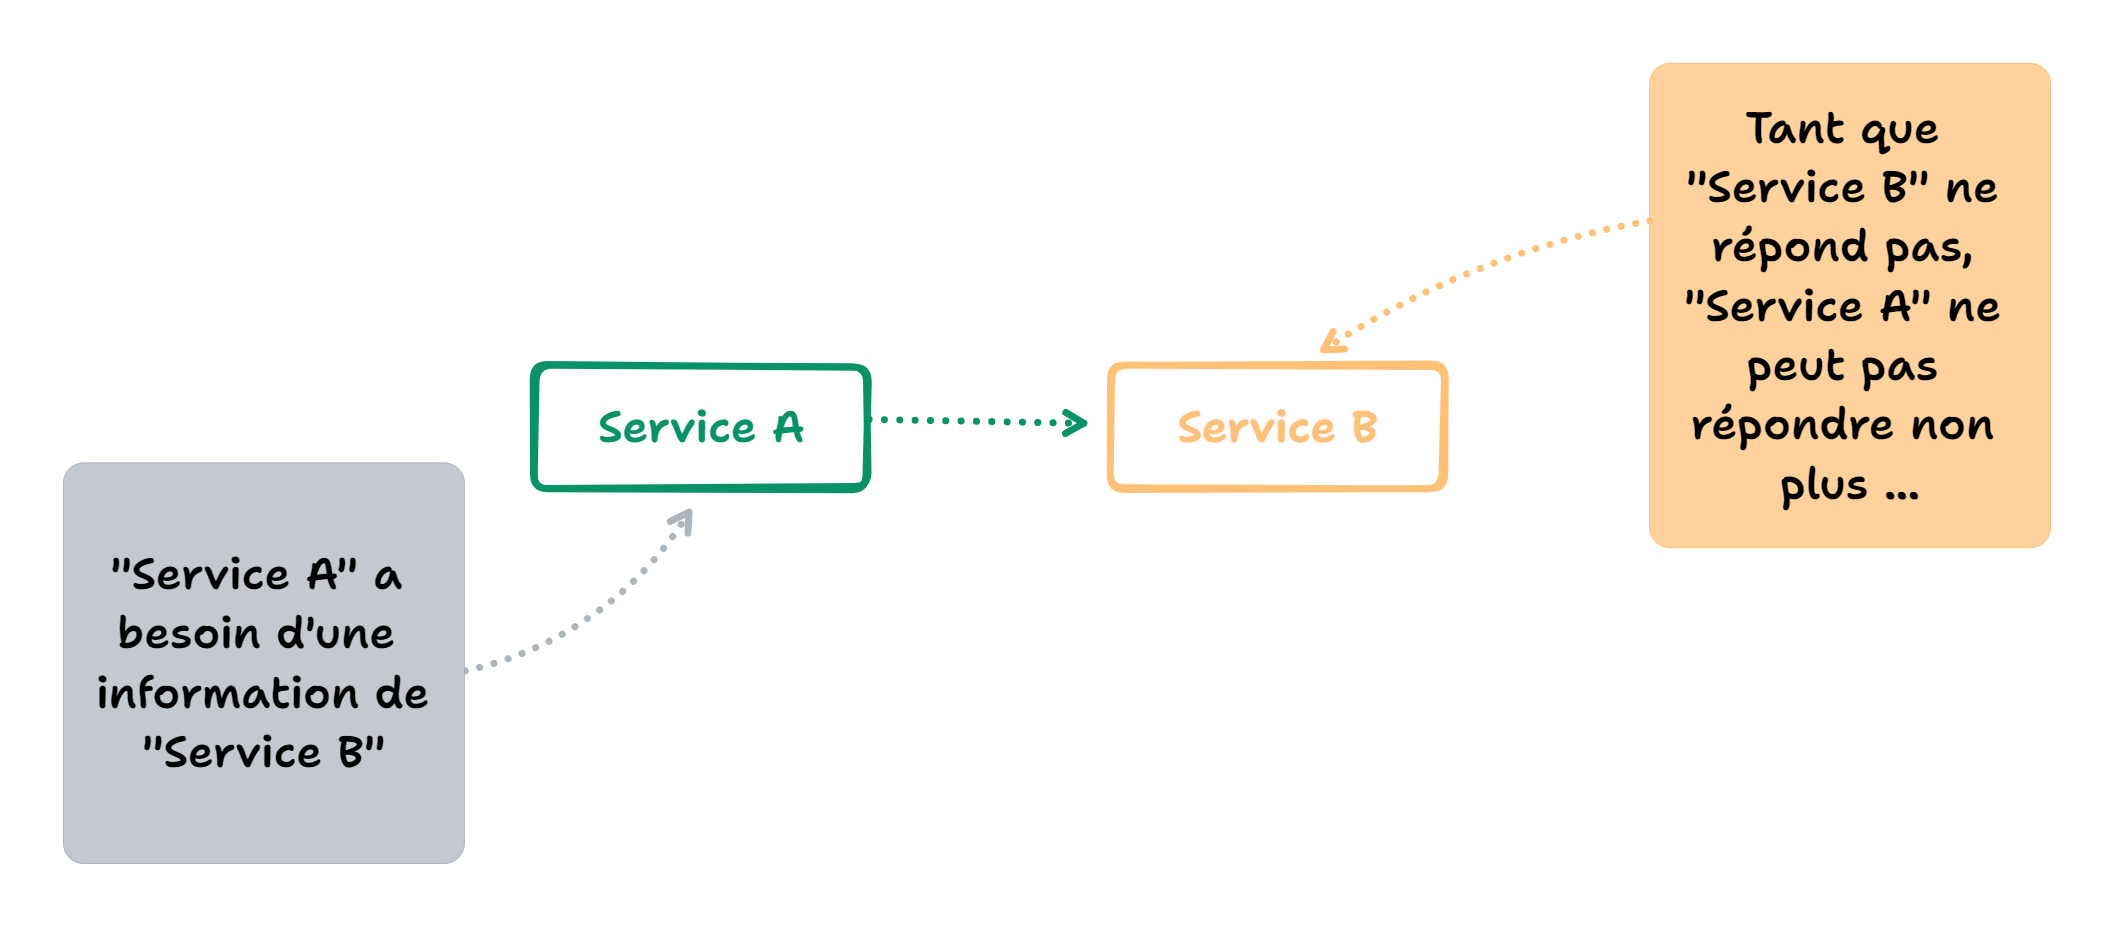 "Service A" a
besoin d'une
information de
"Service B"
Service A
Service B
Tant que
"Service B" ne
répond pas,
"Service A" ne
peut pas
répondre non
plus ...